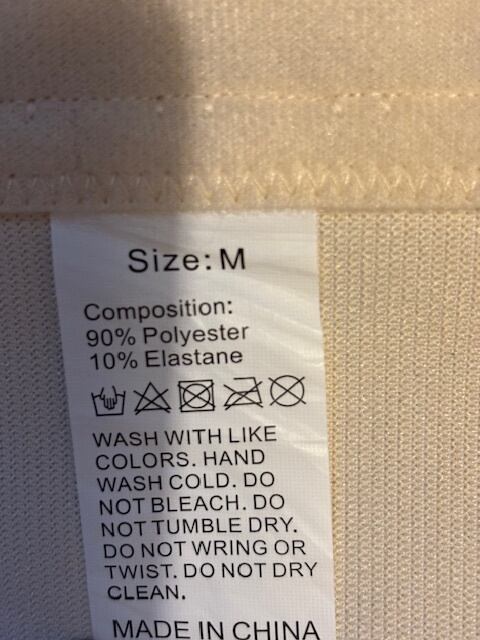 Size: M
Composition:
90% Polyester
10% Elastane
WASH WITH LIKE
COLORS. HAND
WASH COLD. DO
NOT BLEACH. DO
NOT TUMBLE DRY.
DO NOT WRING OR
TWIST. DO NOT DRY
CLEAN.
MADE IN CHINA